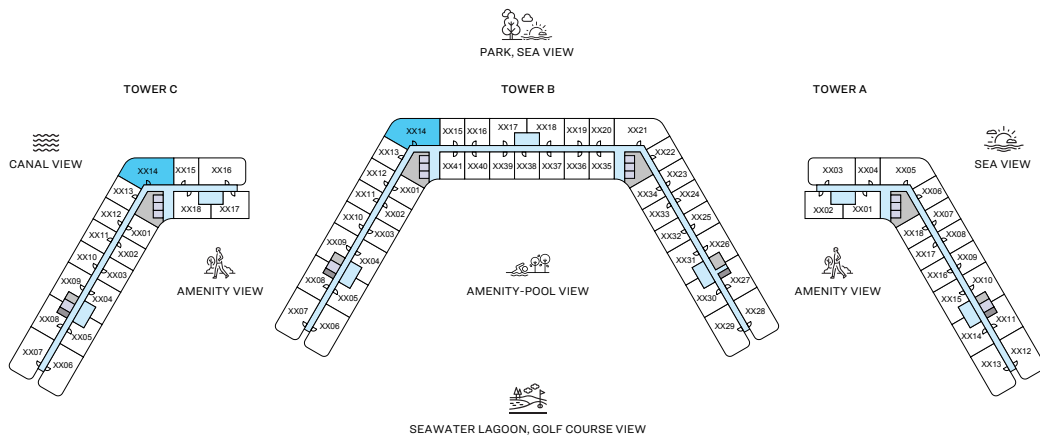 PARK, SEA VIEW
TOWER C
TOWER B
TOWER A
CANAL VIEW
SEA VIEW
XX14
XX15
XX16
XX13
XX12
XX11
XX10
XX09
XX08
XX07
XX18
XX17
XX01
XX02
XX03
XX04
XX05
XX06
AMENITY VIEW
XX14
XX15
XX16
XX17
XX18
XX19
XX20
XX21
XX13
XX12
XX11
XX10
XX09
XX08
XX07
XX41
XX40
XX39
XX38
XX37
XX36
XX35
XX01
XX02
XX03
XX04
XX05
XX06
XX22
XX23
XX24
XX25
XX26
XX27
XX28
XX34
XX33
XX32
XX31
XX30
XX29
AMENITY-POOL VIEW
XX03
XX04
XX05
XX02
XX01
XX06
XX07
XX08
XX09
XX10
XX11
XX12
XX18
XX17
XX16
XX15
XX14
XX13
AMENITY VIEW
SEAWATER LAGOON, GOLF COURSE VIEW